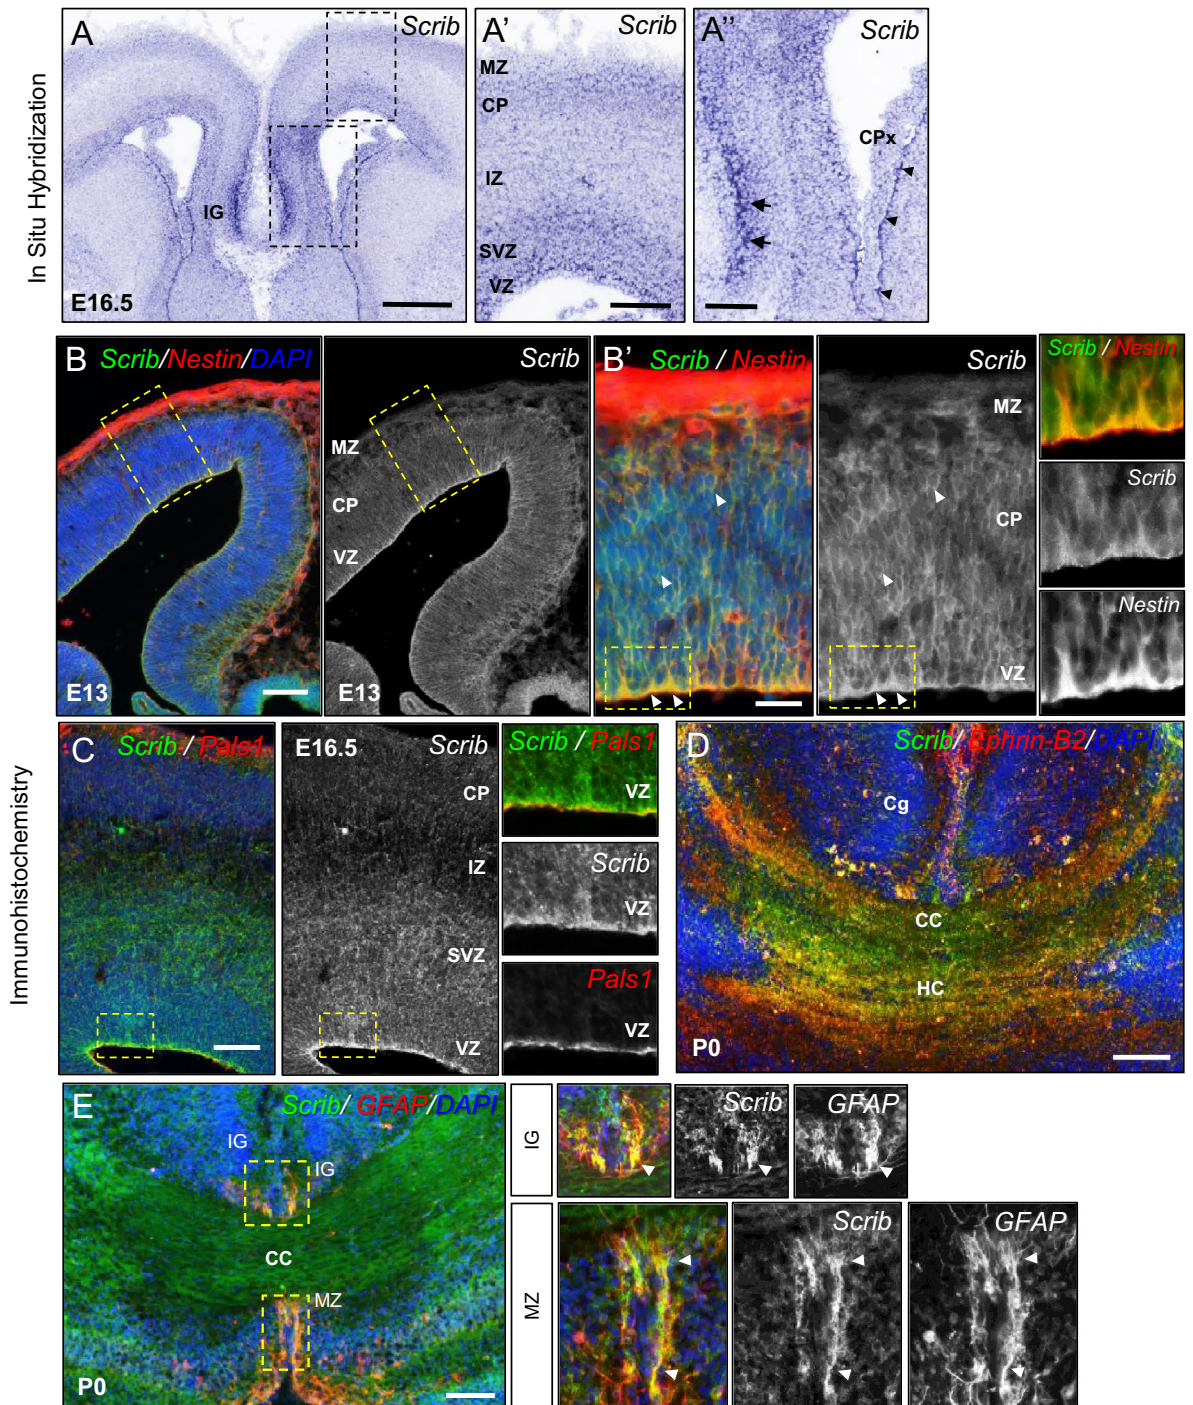 In Situ Hybridization
A
Scrib
IG
E16.5
A'
Scrib
MZ
CP
IZ
SVZ
VZ
A''
Scrib
CPx
Immunohistochemistry
B
Scrib/Nestin/DAPI
E13
Scrib
MZ
CP
VZ
E13
B'
Scrib / Nestin
Scrib
MZ
CP
VZ
Scrib / Nestin
Scrib
Nestin
C
Scrib / Pals1
E16.5
Scrib
CP
IZ
SVZ
VZ
Scrib / Pals1
VZ
Scrib
VZ
Pals1
VZ
D
Scrib/ Ephrin-B2/DAPI
Cg
CC
HC
P0
E
Scrib/ GFAP/DAPI
IG
IG
CC
MZ
P0
IG
Scrib
GFAP
MZ
Scrib
GFAP